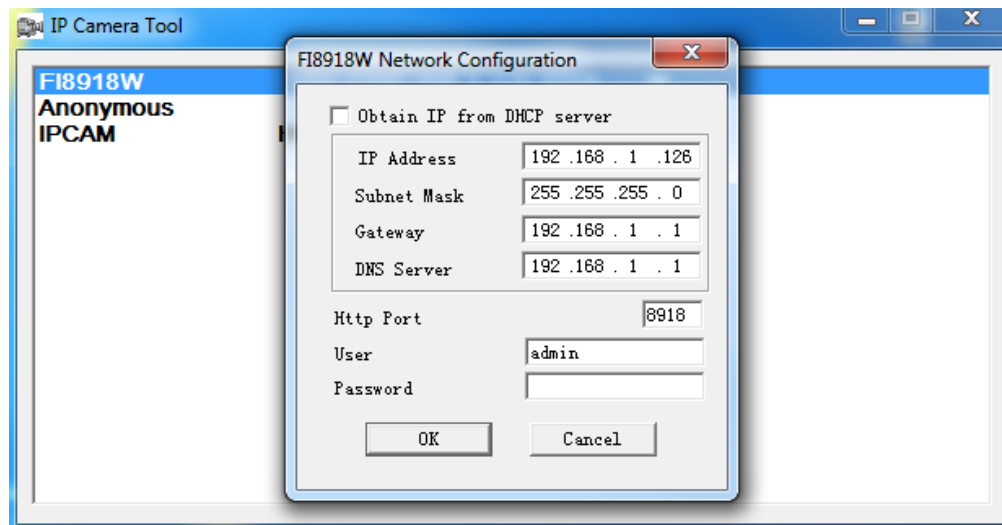 IP Camera Tool
FI8918W Network Configuration
FI8918W
Anonymous
IPCAM
Obtain IP from DHCP server
IP Address 192 .168 . 1 .126
Subnet Mask 255 .255 .255 . 0
Gateway 192 .168 . 1 . 1
DNS Server 192 .168 . 1 . 1
Http Port 8918
User admin
Password
OK Cancel